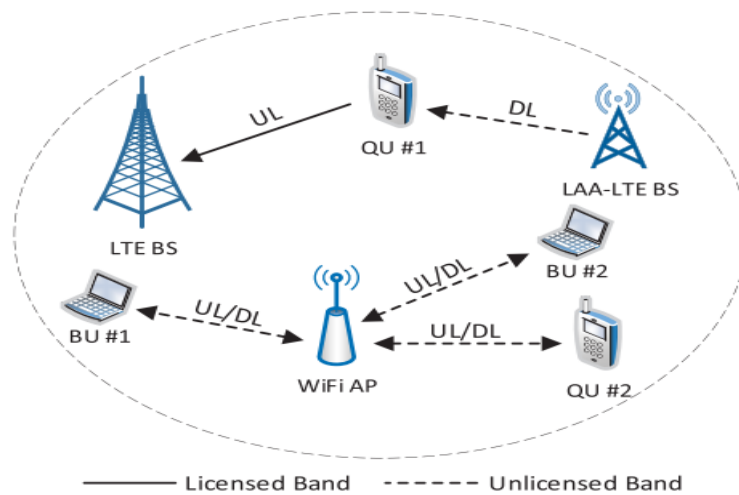 UL
DL
QU #1
LAA-LTE BS
LTE BS
BU #2
UL/DL
UL/DL
UL/DL
BU #1
WiFi AP
QU #2
Licensed Band
Unlicensed Band